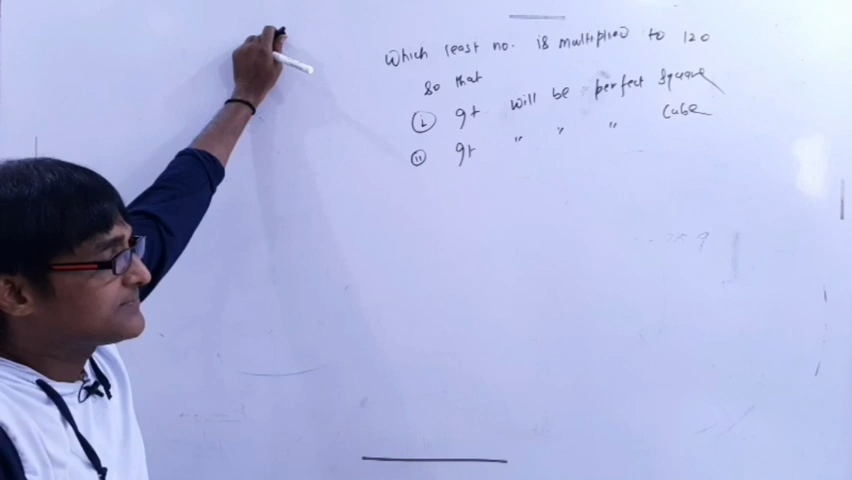 Which least no. is multiplied to 120
so that
(i) It will be perfect square
(ii) It " " " cube